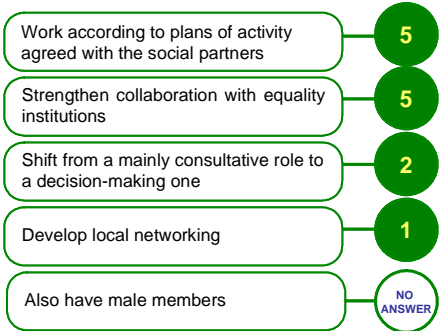 Work according to plans of activity
agreed with the social partners
5
Strengthen collaboration with equality
institutions
5
Shift from a mainly consultative role to
a decision-making one
2
Develop local networking
1
Also have male members
NO
ANSWER